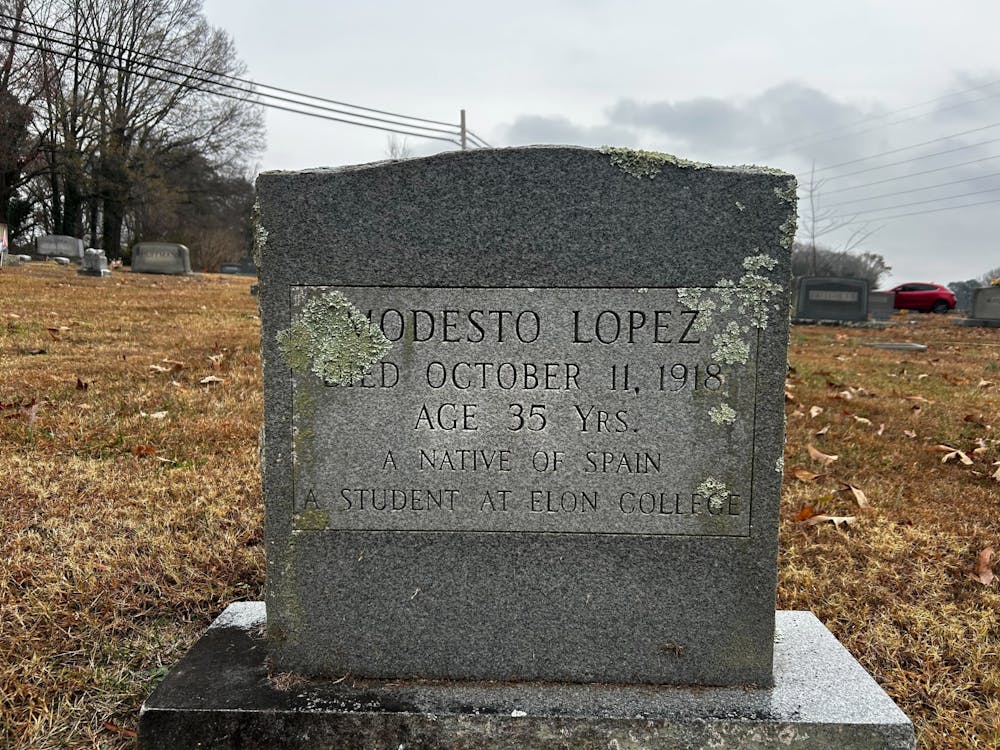 MODESTO LOPEZ
DIED OCTOBER 11, 1918
AGE 35 YRS.
A NATIVE OF SPAIN
A STUDENT AT ELON COLLEGE